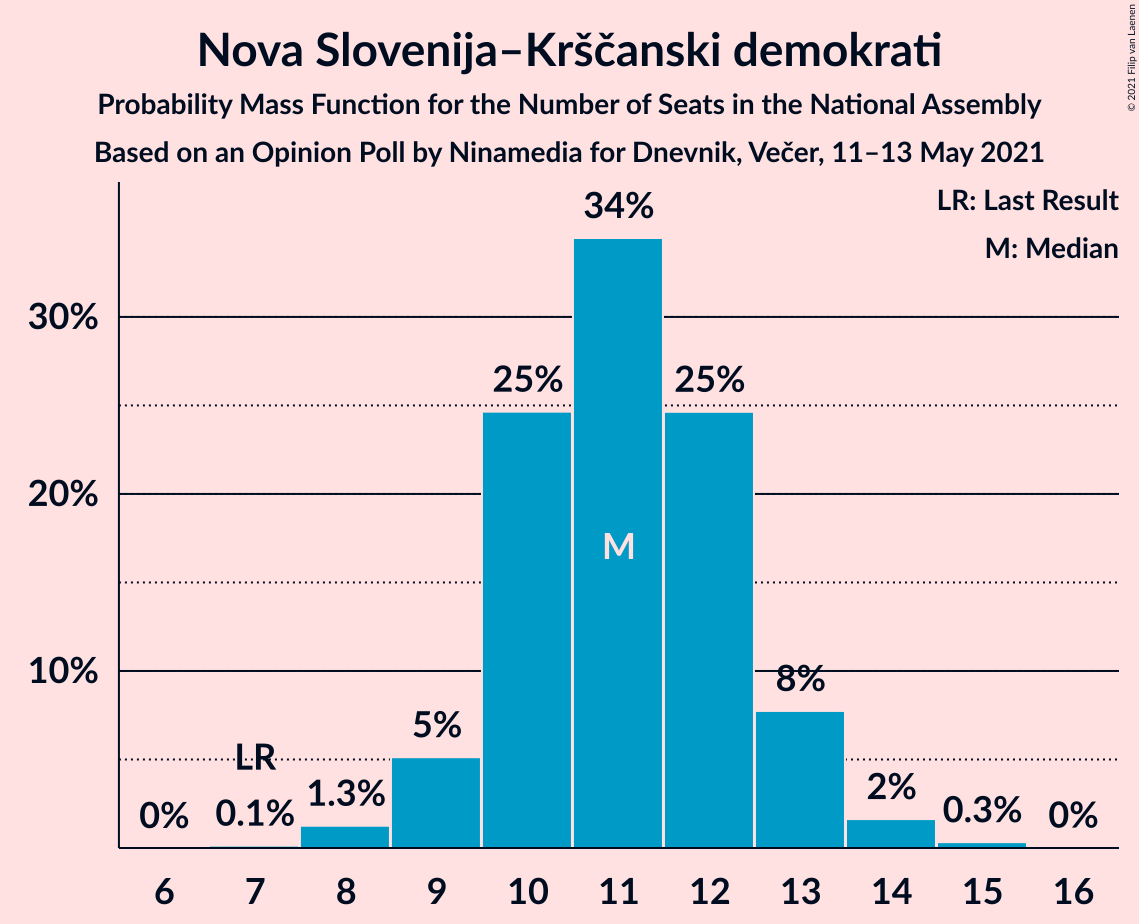 Nova Slovenija–Krščanski demokrati
Probability Mass Function for the Number of Seats in the National Assembly
Based on an Opinion Poll by Ninamedia for Dnevnik, Večer, 11–13 May 2021
© 2021 Filip van Laenen
LR: Last Result
M: Median
34%
30%
25% 25%
20%
M
10%
8%
5%
LR
2%
1.3%
0% 0.1% 0.3% 0%
6 7 8 9 10 11 12 13 14 15 16